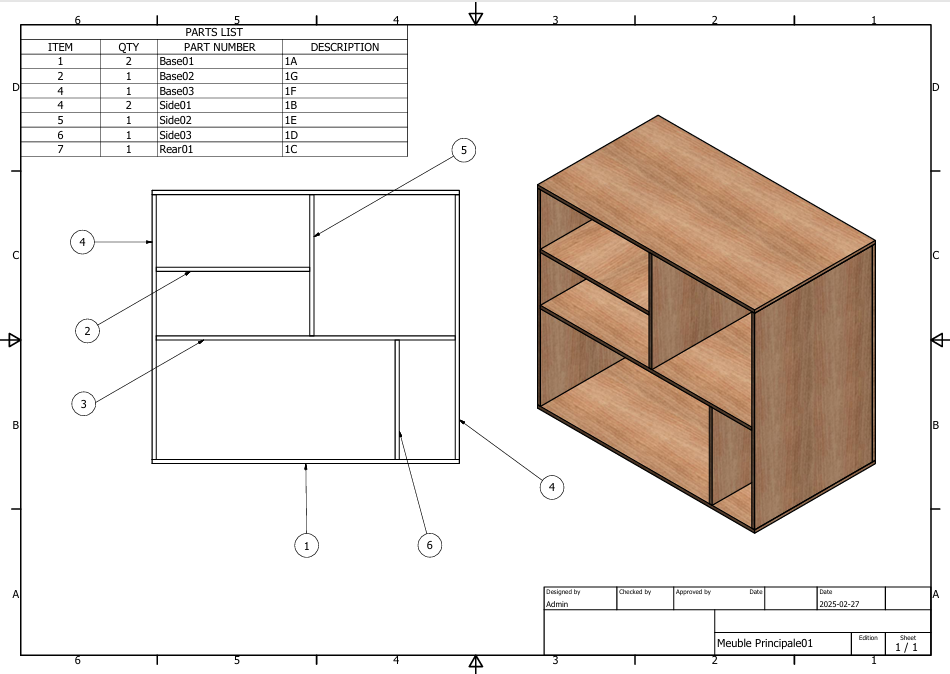 6 5 4 3 2 1
PARTS LIST
ITEM QTY PART NUMBER DESCRIPTION
1 2 Base01 1A
2 1 Base02 1G
4 1 Base03 1F
4 2 Side01 1B
5 1 Side02 1E
6 1 Side03 1D
7 1 Rear01 1C
D D
5
4
C C
2
3
B B
4
1 6
A A
Designed by Checked by Approved by Date Date
Admin 2025-02-27
Edition Sheet
Meuble Principale01 1 / 1
6 5 4 3 2 1